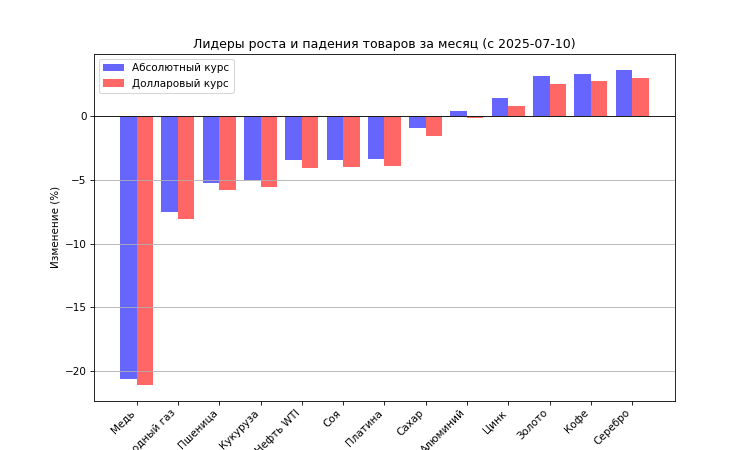 Лидеры роста и падения товаров за месяц (с 2025-07-10)
Абсолютный курс
Долларовый курс
Изменение (%)
0
−5
−10
−15
−20
Медь
одный газ
Пшеница
Кукуруза
Нефть WTI
Соя
Платина
Сахар
Алюминий
Цинк
Золото
Кофе
Серебро